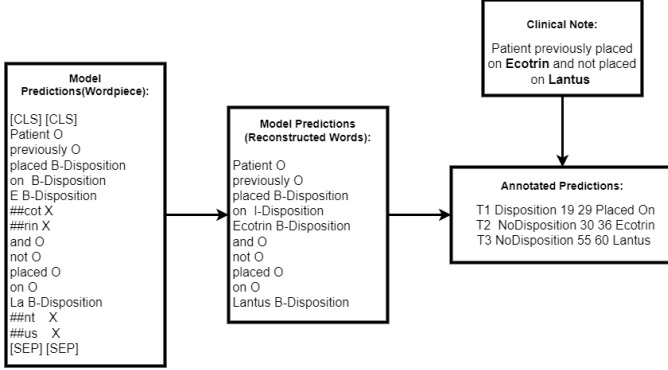 Model
Predictions(Wordpiece):
[CLS] [CLS]
Patient O
previously O
placed B-Disposition
on B-Disposition
E B-Disposition
##cot X
##rin X
and O
not O
placed O
on O
La B-Disposition
##nt X
##us X
[SEP] [SEP]
Model Predictions
(Reconstructed Words):
Patient O
previously O
placed B-Disposition
on I-Disposition
Ecotrin B-Disposition
and O
not O
placed O
on O
Lantus B-Disposition
Clinical Note:
Patient previously placed
on Ecotrin and not placed
on Lantus
Annotated Predictions:
T1 Disposition 19 29 Placed On
T2 NoDisposition 30 36 Ecotrin
T3 NoDisposition 55 60 Lantus